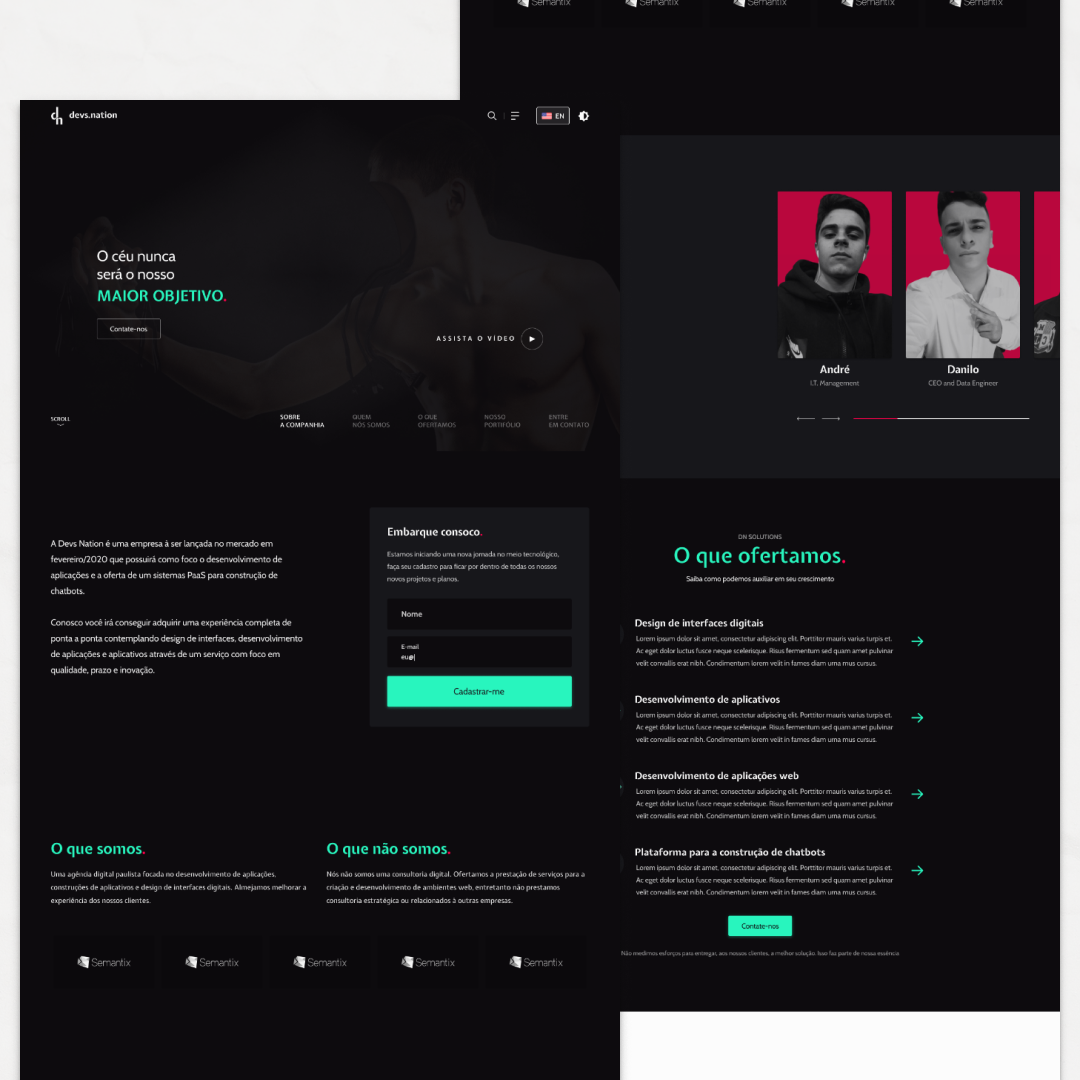 Semantix
Semantix
Semantix
Semantix
Semantix
devs.nation
EN
O céu nunca
será o nosso
MAIOR OBJETIVO.
Contate-nos
ASSISTA O VÍDEO
SCROLL
SOBRE
A COMPANHIA
QUEM
NÓS SOMOS
O QUE
OFERTAMOS
NOSSO
PORTIFÓLIO
ENTRE
EM CONTATO
A Devs Nation é uma empresa à ser lançada no mercado em
fevereiro/2020 que possuirá como foco o desenvolvimento de
aplicações e a oferta de um sistemas PaaS para construção de
chatbots.
Conosco você irá conseguir adquirir uma experiência completa de
ponta a ponta contemplando design de interfaces, desenvolvimento
de aplicações e aplicativos através de um serviço com foco em
qualidade, prazo e inovação.
Embarque consoco.
Estamos iniciando uma nova jornada no meio tecnológico,
faça seu cadastro para ficar por dentro de todas os nossos
novos projetos e planos.
Nome
E-mail
eu@|
Cadastrar-me
O que somos.
Uma agência digital paulista focada no desenvolvimento de aplicações,
construções de aplicativos e design de interfaces digitais. Almejamos melhorar a
experiência dos nossos clientes.
O que não somos.
Nós não somos uma consultoria digital. Ofertamos a prestação de serviços para a
criação e desenvolvimento de ambientes web, entretanto não prestamos
consultoria estratégica ou relacionados à outras empresas.
Semantix
Semantix
Semantix
Semantix
Semantix
André
I.T. Management
Danilo
CEO and Data Engineer
DN SOLUTIONS
O que ofertamos.
Saiba como podemos auxiliar em seu crescimento
Design de interfaces digitais
Lorem ipsum dolor sit amet, consectetur adipiscing elit. Porttitor mauris varius turpis et.
Ac eget dolor luctus fusce neque scelerisque. Risus fermentum sed quam amet pulvinar
velit convallis erat nibh. Condimentum lorem velit in fames diam uma mus cursus.
Desenvolvimento de aplicativos
Lorem ipsum dolor sit amet, consectetur adipiscing elit. Porttitor mauris varius turpis et.
Ac eget dolor luctus fusce neque scelerisque. Risus fermentum sed quam amet pulvinar
velit convallis erat nibh. Condimentum lorem velit in fames diam uma mus cursus.
Desenvolvimento de aplicações web
Lorem ipsum dolor sit amet, consectetur adipiscing elit. Porttitor mauris varius turpis et.
Ac eget dolor luctus fusce neque scelerisque. Risus fermentum sed quam amet pulvinar
velit convallis erat nibh. Condimentum lorem velit in fames diam uma mus cursus.
Plataforma para a construção de chatbots
Lorem ipsum dolor sit amet, consectetur adipiscing elit. Porttitor mauris varius turpis et.
Ac eget dolor luctus fusce neque scelerisque. Risus fermentum sed quam amet pulvinar
velit convallis erat nibh. Condimentum lorem velit in fames diam uma mus cursus.
Contate-nos
Não medimos esforços para entregar, aos nossos clientes, a melhor solução. Isso faz parte de nossa essência